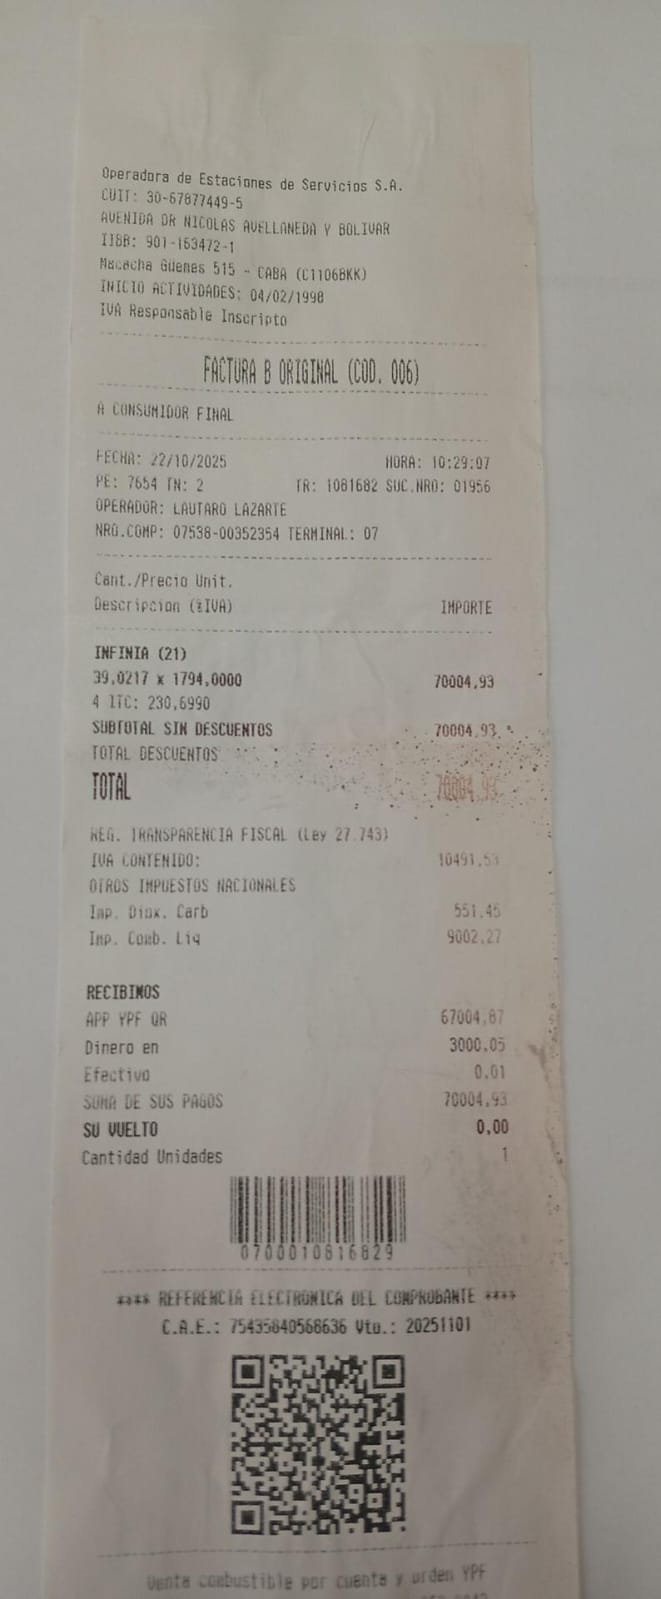 Operadora de Estaciones de Servicios S.A.
CUIT: 30-67877449-5
AVENIDA DR NICOLAS AVELLANEDA Y BOLIVAR
IIBB: 901-163472-1
Macacha Güemes 515 - CABA (C1106BKK)
INICIO ACTIVIDADES: 04/02/1998
IVA Responsable Inscripto
FACTURA B ORIGINAL (COD. 006)
A CONSUMIDOR FINAL
FECHA: 22/10/2025 HORA: 10:29:07
PE: 7654 TN: 2 TR: 1081682 SUC.NRO: 01956
OPERADOR: LAUTARO LAZARTE
NRO.COMP: 07538-00352354 TERMINAL: 07
Cant./Precio Unit.
Descripcion (%IVA) IMPORTE
INFINIA (21)
39,0217 x 1794,0000 70004,93
4 ITC: 230,6990
SUBTOTAL SIN DESCUENTOS 70004,93
TOTAL DESCUENTOS
TOTAL 70004,93
REG. TRANSPARENCIA FISCAL (Ley 27.743)
IVA CONTENIDO: 10491,53
OTROS IMPUESTOS NACIONALES
Imp. Diox. Carb 551,45
Imp. Comb. Liq 9002,27
RECIBIMOS
APP YPF QR 67004,87
Dinero en 3000,05
Efectivo 0,01
SUMA DE SUS PAGOS 70004,93
SU VUELTO 0,00
Cantidad Unidades 1
0700010816829
**** REFERENCIA ELECTRONICA DEL COMPROBANTE ****
C.A.E.: 75435840568636 Vto.: 20251101
Venta combustible por cuenta y orden YPF